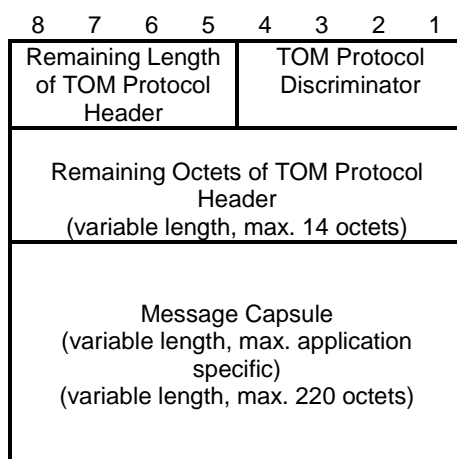 8 7 6 5 4 3 2 1
Remaining Length
of TOM Protocol
Header
TOM Protocol
Discriminator
Remaining Octets of TOM Protocol
Header
(variable length, max. 14 octets)
Message Capsule
(variable length, max. application
specific)
(variable length, max. 220 octets)